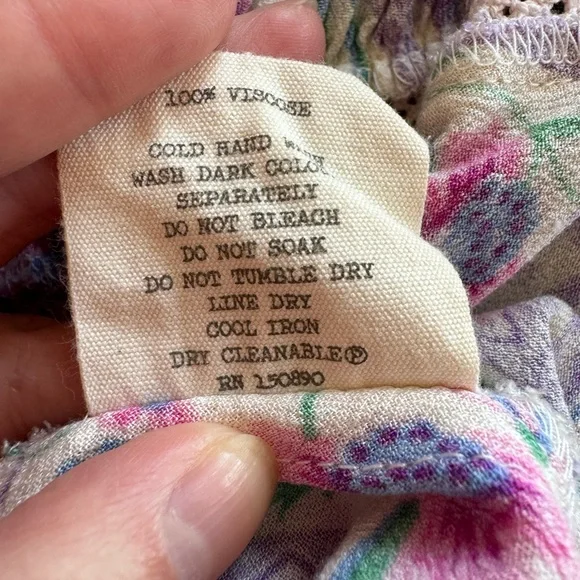 100% VISCOSE
COLD HAND
WASH DARK
SEPARATELY
DO NOT BLEACH
DO NOT SOAK
DO NOT TUMBLE DRY
LINE DRY
COOL IRON
DRY CLEANABLE Ⓟ
RN 150890